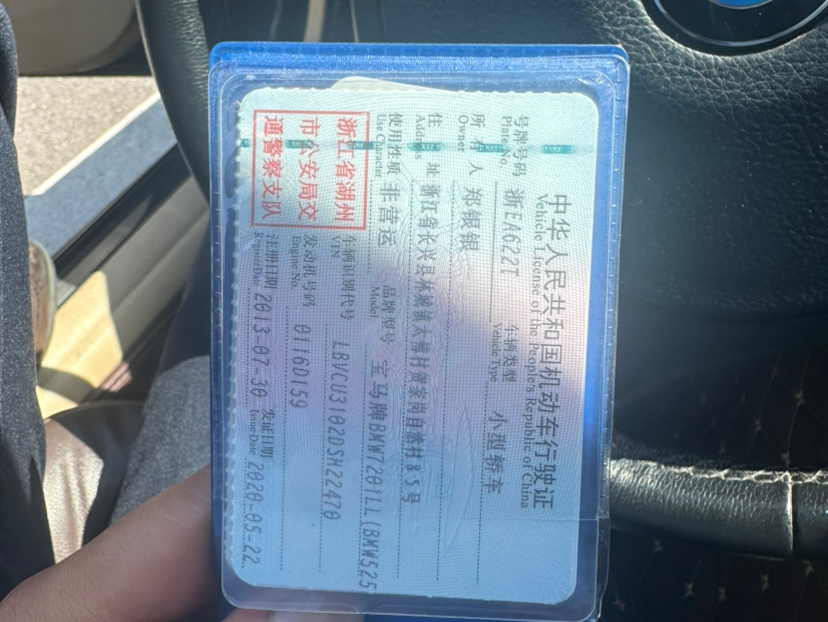 中华人民共和国机动车行驶证
Vehicle License of the People's Republic of China
号牌号码 浙EA622T 车辆类型 小型轿车
Plate No. Vehicle Type
所有人 郑银银
Owner
住址 浙江省长兴县林城镇大
Address
村 家 自然村85号
使用性质 非营运 品牌型号 宝马牌BMW7201LL(BMW525
Use Character Model
浙江省湖州
市公安局交
通警察支队
车辆识别代号 LBVCU3102DSH22470
VIN
发动机号码 0116D159
Engine No.
注册日期 2013-07-30 发证日期 2020-05-22
Register Date Issue Date